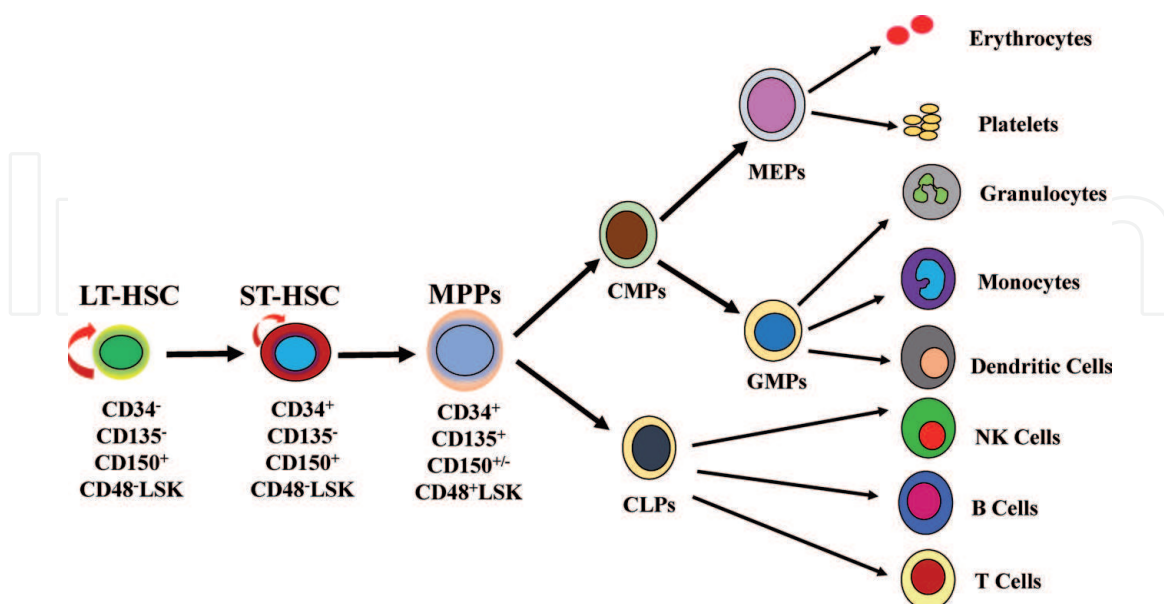 LT-HSC
CD34⁻
CD135⁻
CD150⁺
CD48⁻LSK
ST-HSC
CD34⁺
CD135⁻
CD150⁺
CD48⁻LSK
MPPs
CD34⁺
CD135⁺
CD150⁺/⁻
CD48⁺LSK
CMPs
CLPs
MEPs
GMPs
Erythrocytes
Platelets
Granulocytes
Monocytes
Dendritic Cells
NK Cells
B Cells
T Cells